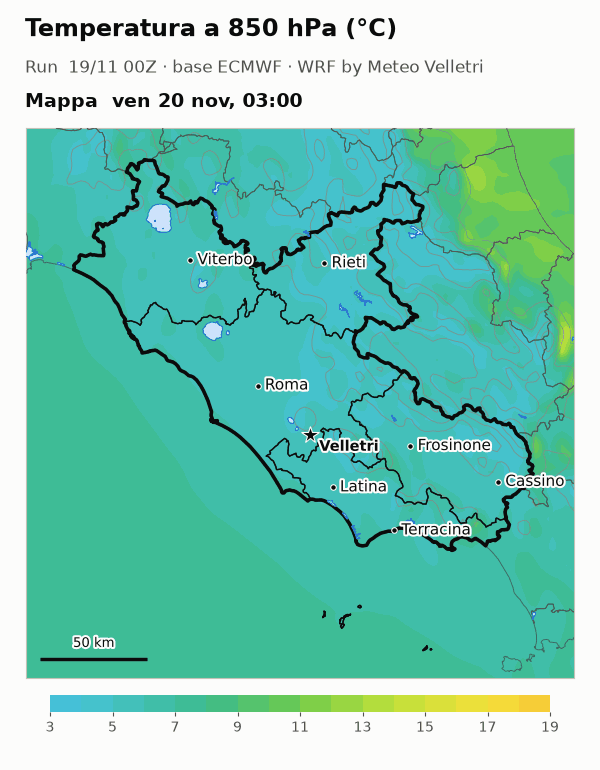 Temperatura a 850 hPa (°C)
Run  19/11 00Z · base ECMWF · WRF by Meteo Velletri
Mappa  ven 20 nov, 03:00
Viterbo
Rieti
Roma
Velletri
Frosinone
Latina
Cassino
Terracina
50 km
3 5 7 9 11 13 15 17 19